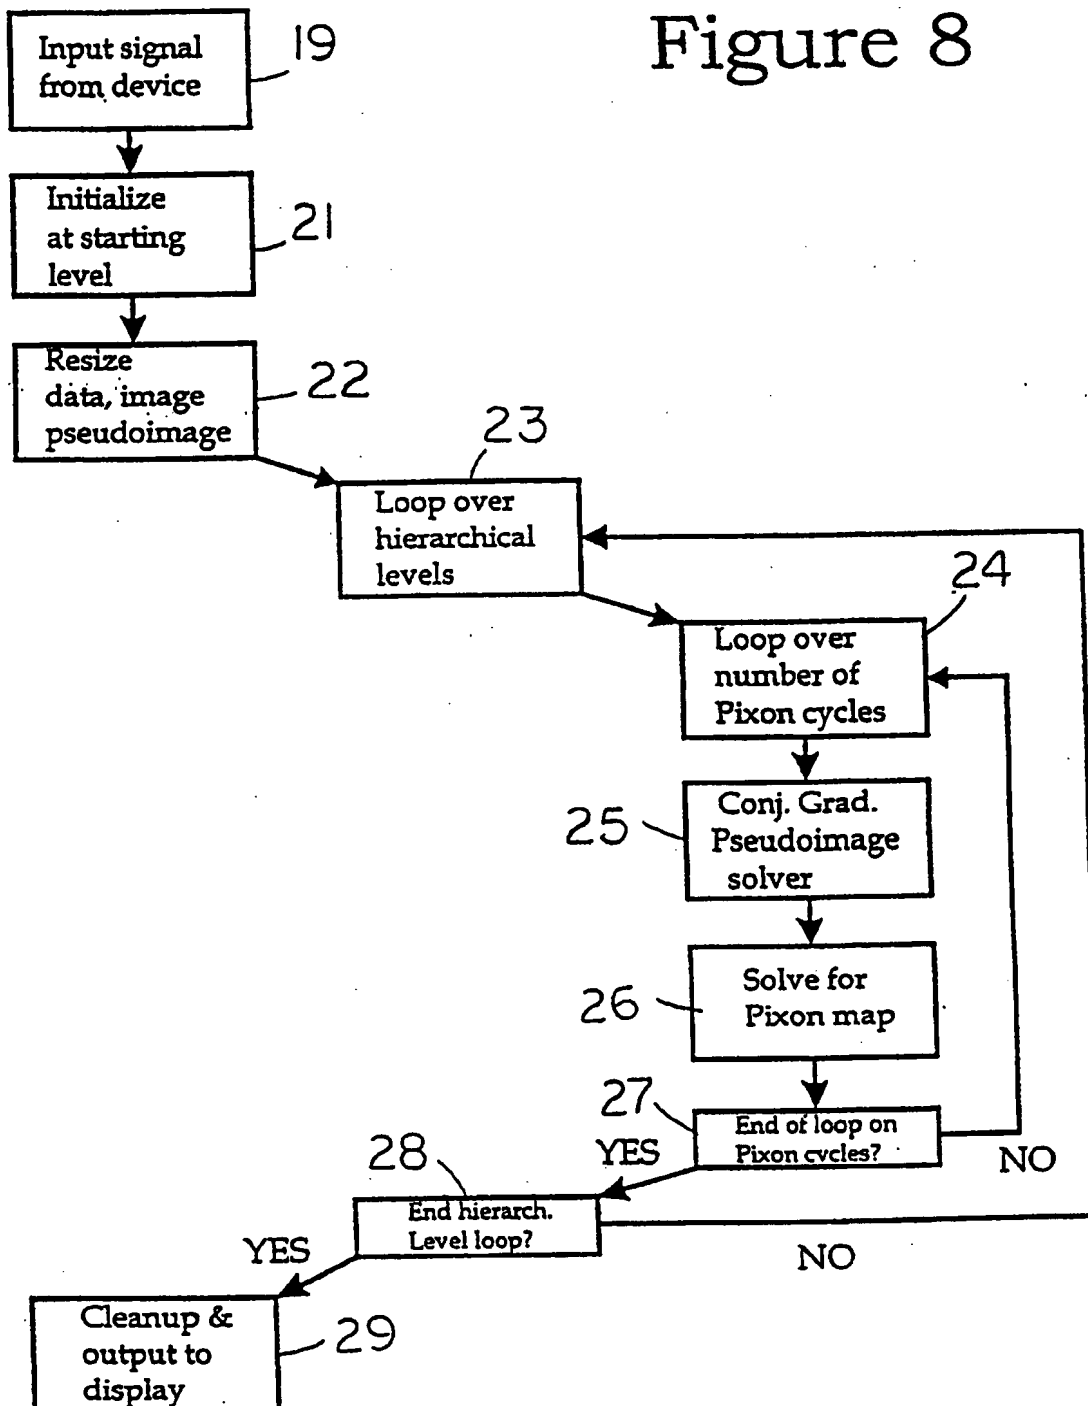 Figure 8
Input signal
from device
19
Initialize
at starting
level
21
Resize
data, image
pseudoimage
22
23
Loop over
hierarchical
levels
24
Loop over
number of
Pixon cycles
25
Conj. Grad.
Pseudoimage
solver
26
Solve for
Pixon map
27
End of loop on
Pixon cycles?
YES
NO
28
End hierarch.
Level loop?
YES
NO
Cleanup &
output to
display
29